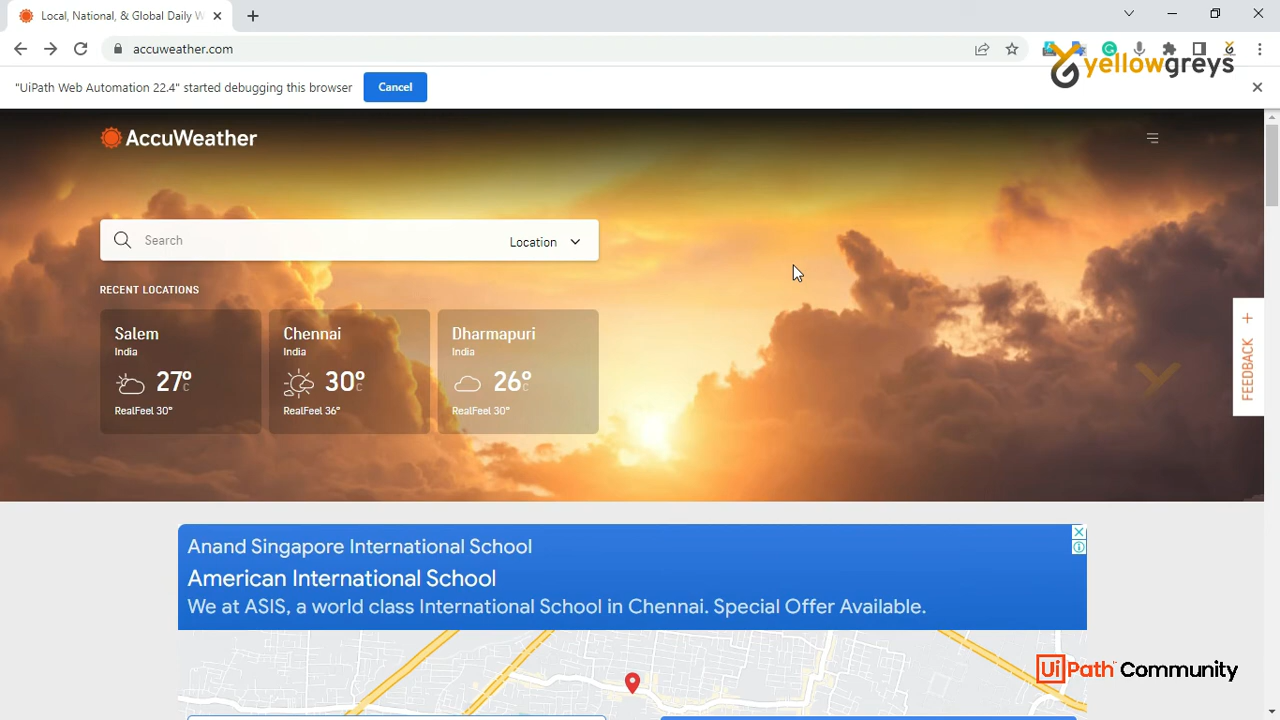 Local, National, & Global Daily W
accuweather.com
yellowgreys
"UiPath Web Automation 22.4" started debugging this browser
Cancel
AccuWeather
Search
Location
RECENT LOCATIONS
Salem
India
27°C
RealFeel 30°
Chennai
India
30°C
RealFeel 36°
Dharmapuri
India
26°C
RealFeel 30°
FEEDBACK
Anand Singapore International School
American International School
We at ASIS, a world class International School in Chennai. Special Offer Available.
UiPath Community